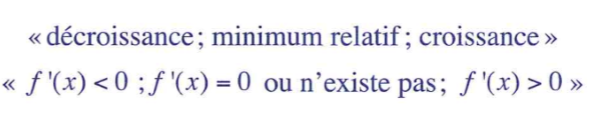 « décroissance ; minimum relatif ; croissance »
« f '(x) < 0 ; f '(x) = 0 ou n'existe pas ; f '(x) > 0 »